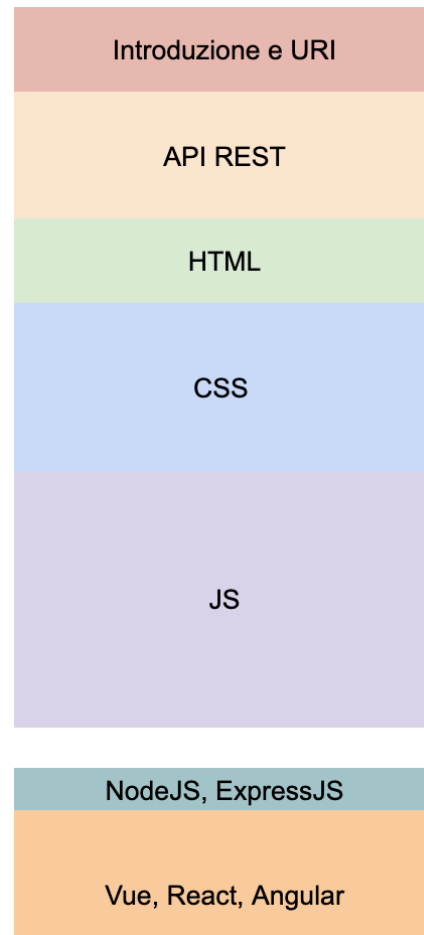 Introduzione e URI
API REST
HTML
CSS
JS
NodeJS, ExpressJS
Vue, React, Angular